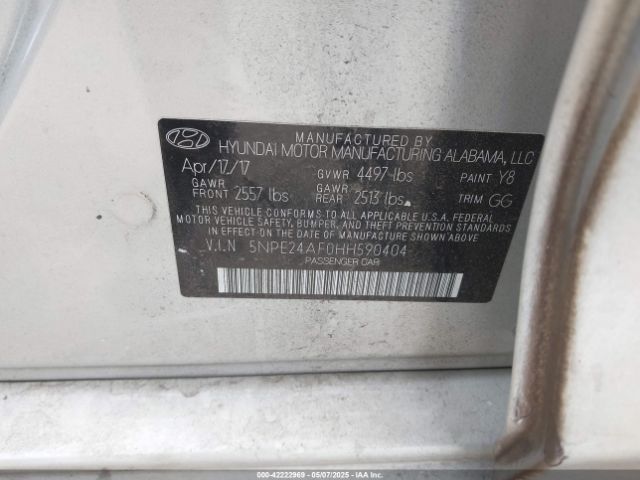 MANUFACTURED BY
HYUNDAI MOTOR MANUFACTURING ALABAMA, LLC
Apr/17/17 GVWR 4497 lbs PAINT Y8
GAWR FRONT 2557 lbs GAWR REAR 2513 lbs TRIM GG
THIS VEHICLE CONFORMS TO ALL APPLICABLE U.S.A. FEDERAL
MOTOR VEHICLE SAFETY, BUMPER, AND THEFT PREVENTION
STANDARDS IN EFFECT ON THE DATE OF MANUFACTURE SHOWN ABOVE.
V.I.N 5NPE24AF0HH590404
PASSENGER CAR
000-42222969 05/07/2025 COPYRIGHT IAA, LLC